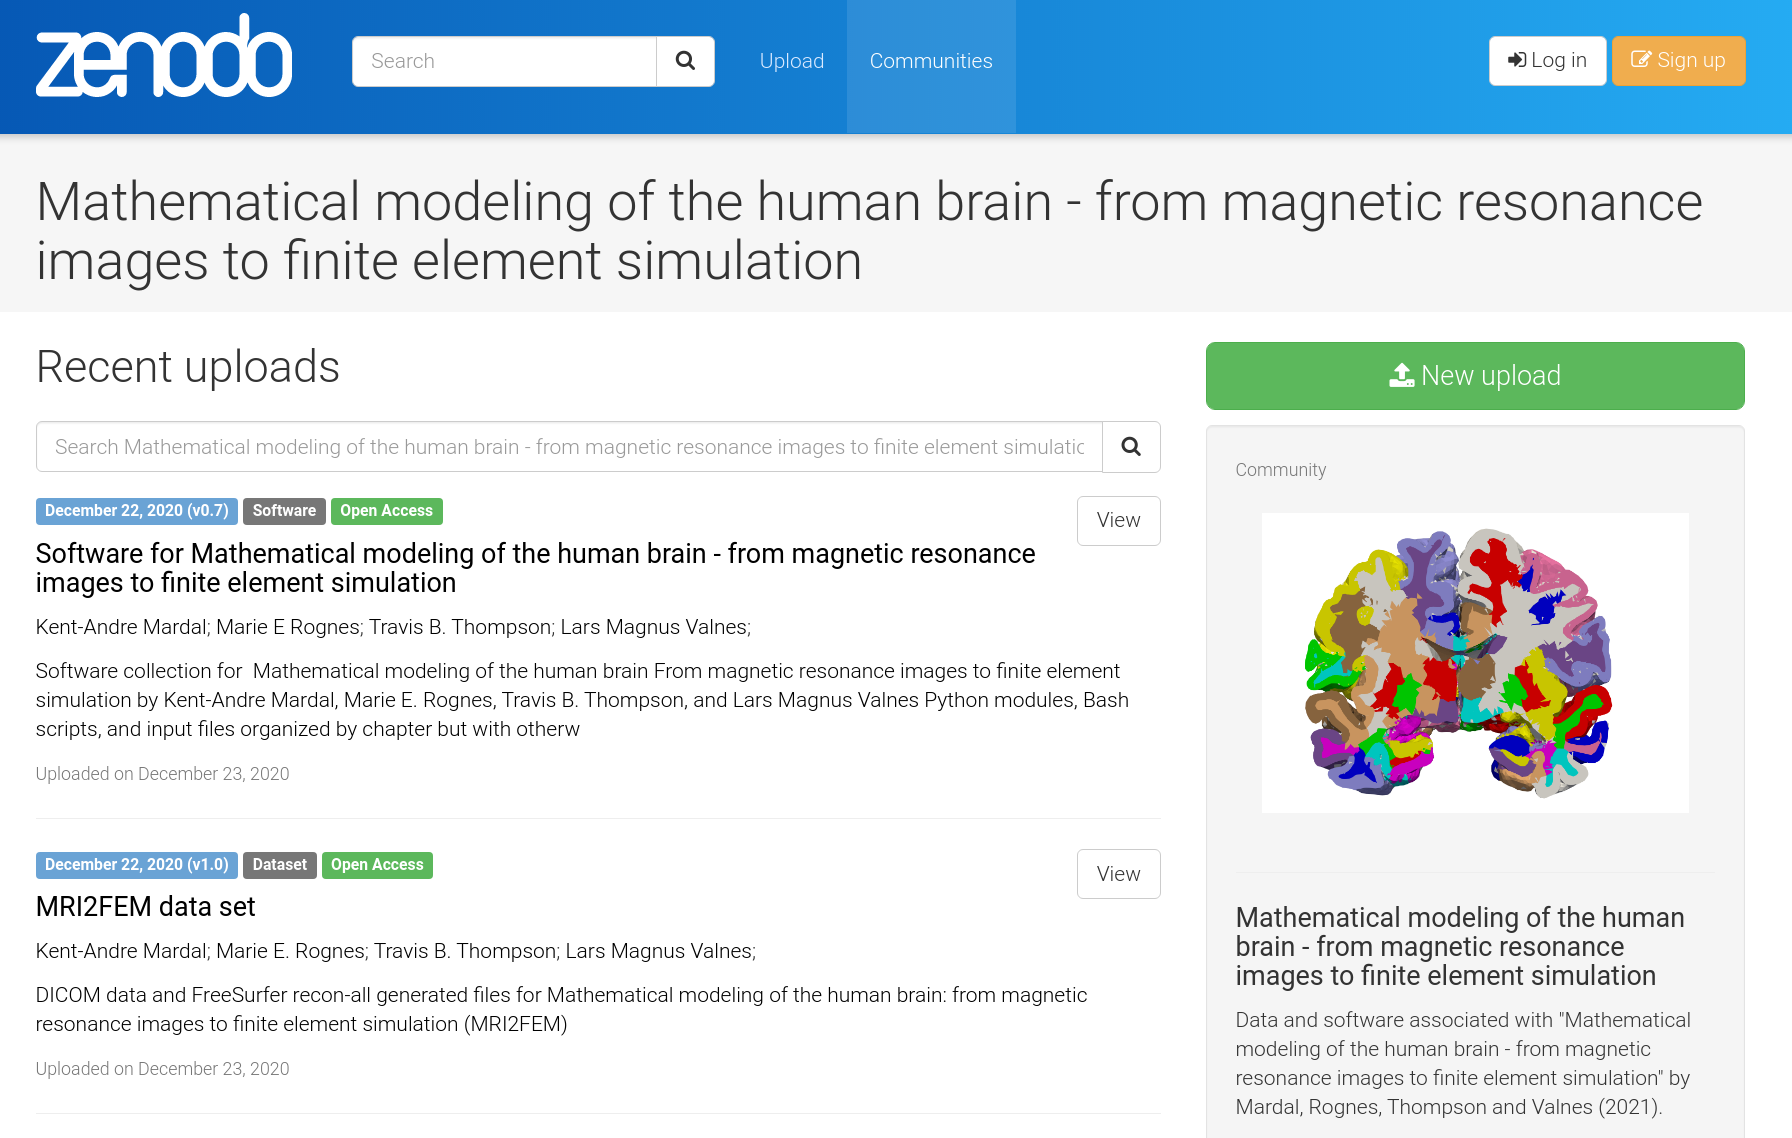 zenodo
Search
Upload
Communities
Log in
Sign up
Mathematical modeling of the human brain - from magnetic resonance
images to finite element simulation
Recent uploads
Search Mathematical modeling of the human brain - from magnetic resonance images to finite element simulatic
December 22, 2020 (v0.7) Software Open Access
View
Software for Mathematical modeling of the human brain - from magnetic resonance
images to finite element simulation
Kent-Andre Mardal; Marie E Rognes; Travis B. Thompson; Lars Magnus Valnes;
Software collection for  Mathematical modeling of the human brain From magnetic resonance images to finite element
simulation by Kent-Andre Mardal, Marie E. Rognes, Travis B. Thompson, and Lars Magnus Valnes Python modules, Bash
scripts, and input files organized by chapter but with otherw
Uploaded on December 23, 2020
December 22, 2020 (v1.0) Dataset Open Access
View
MRI2FEM data set
Kent-Andre Mardal; Marie E. Rognes; Travis B. Thompson; Lars Magnus Valnes;
DICOM data and FreeSurfer recon-all generated files for Mathematical modeling of the human brain: from magnetic
resonance images to finite element simulation (MRI2FEM)
Uploaded on December 23, 2020
New upload
Community
Mathematical modeling of the human
brain - from magnetic resonance
images to finite element simulation
Data and software associated with "Mathematical
modeling of the human brain - from magnetic
resonance images to finite element simulation" by
Mardal, Rognes, Thompson and Valnes (2021).